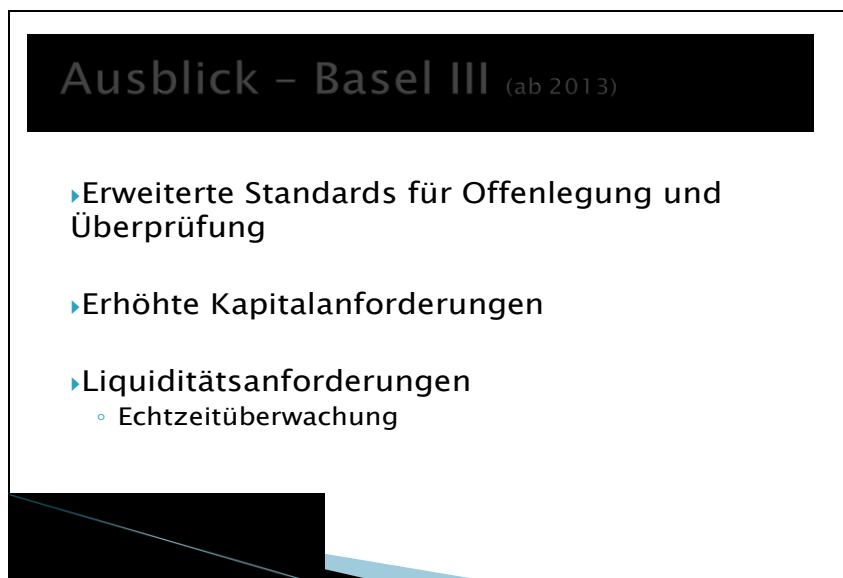 Ausblick – Basel III (ab 2013)
Erweiterte Standards für Offenlegung und
Überprüfung
Erhöhte Kapitalanforderungen
Liquiditätsanforderungen
Echtzeitüberwachung